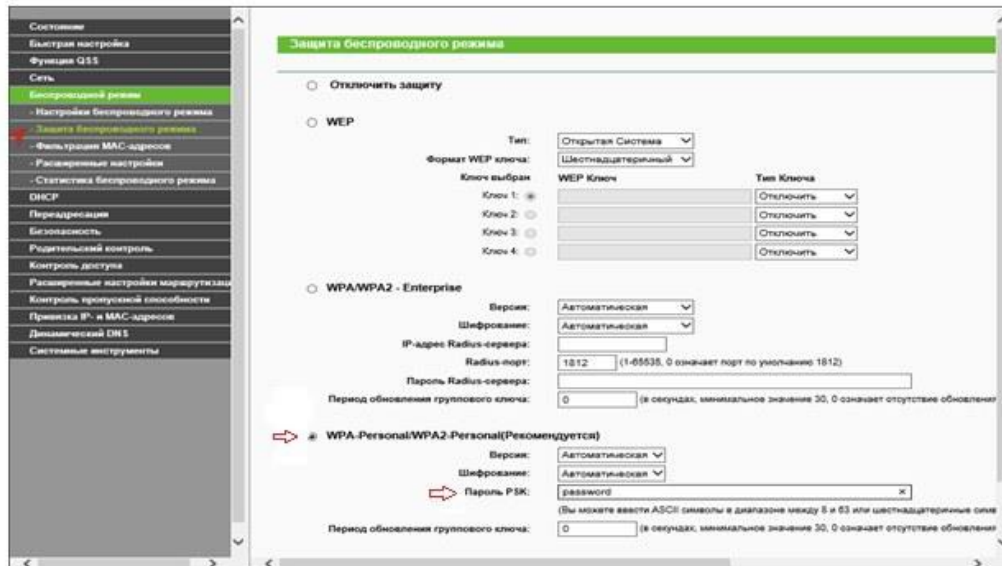 Состояние
Быстрая настройка
Функция QSS
Сеть
Беспроводной режим
- Настройки беспроводного режима
- Защита беспроводного режима
- Фильтрация MAC-адресов
- Расширенные настройки
- Статистика беспроводного режима
DHCP
Переадресация
Безопасность
Родительский контроль
Контроль доступа
Расширенные настройки маршрутизац
Контроль пропускной способности
Привязка IP- и MAC-адресов
Динамический DNS
Системные инструменты
Защита беспроводного режима
Отключить защиту
WEP
Тип: Открытая Система
Формат WEP ключа: Шестнадцатеричный
Ключ выбран WEP Ключ Тип Ключа
Ключ 1: Отключить
Ключ 2: Отключить
Ключ 3: Отключить
Ключ 4: Отключить
WPA/WPA2 - Enterprise
Версия: Автоматическая
Шифрование: Автоматическая
IP-адрес Radius-сервера:
Radius-порт: 1812 (1-65535, 0 означает порт по умолчанию 1812)
Пароль Radius-сервера:
Период обновления группового ключа: 0 (в секундах, минимальное значение 30, 0 означает отсутствие обновления
WPA-Personal/WPA2-Personal(Рекомендуется)
Версия: Автоматическая
Шифрование: Автоматическая
Пароль PSK: password
(Вы можете ввести ASCII символы в диапазоне между 8 и 63 или шестнадцатеричные симв
Период обновления группового ключа: 0 (в секундах, минимальное значение 30, 0 означает отсутствие обновления